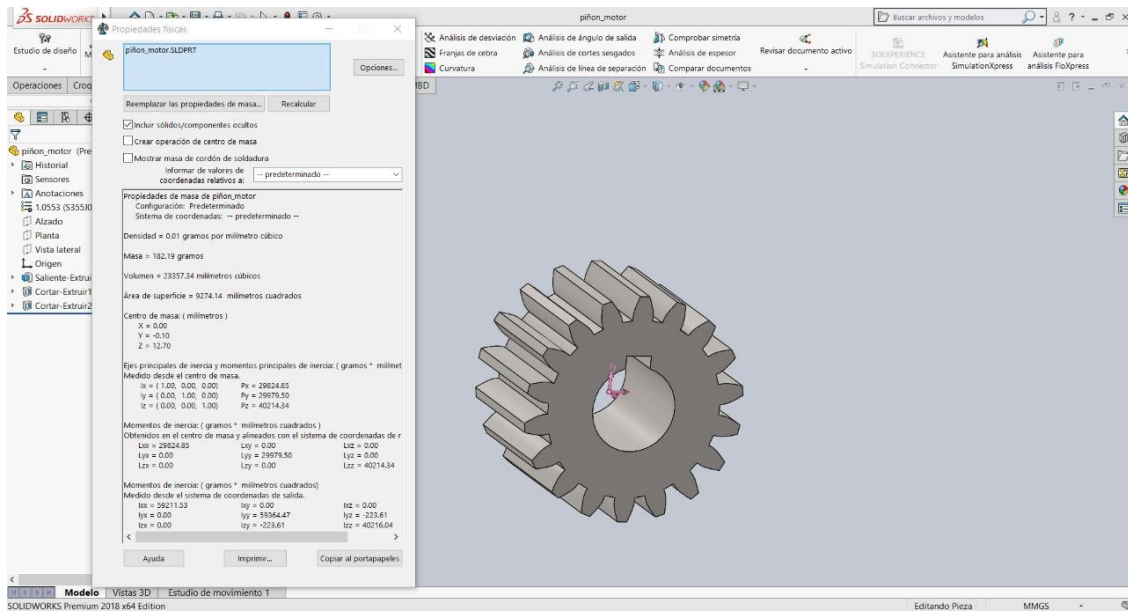 SOLIDWORKS
piñon_motor
Buscar archivos y modelos
Propiedades físicas
piñon_motor.SLDPRT
Opciones...
Reemplazar las propiedades de masa...
Recalcular
Incluir sólidos/componentes ocultos
Crear operación de centro de masa
Mostrar masa de cordón de soldadura
Informar de valores de
coordenadas relativos a:
-- predeterminado --
Propiedades de masa de piñon_motor
Configuración: Predeterminado
Sistema de coordenadas: -- predeterminado --
Densidad = 0.01 gramos por milímetro cúbico
Masa = 182.19 gramos
Volumen = 23357.34 milímetros cúbicos
Área de superficie = 9274.14 milímetros cuadrados
Centro de masa: ( milímetros )
X = 0.00
Y = -0.10
Z = 12.70
Ejes principales de inercia y momentos principales de inercia: ( gramos * milímet
Medido desde el centro de masa.
Ix = ( 1.00, 0.00, 0.00) Px = 29824.85
Iy = ( 0.00, 1.00, 0.00) Py = 29979.50
Iz = ( 0.00, 0.00, 1.00) Pz = 40214.34
Momentos de inercia: ( gramos * milímetros cuadrados )
Obtenidos en el centro de masa y alineados con el sistema de coordenadas de r
Lxx = 29824.85 Lxy = 0.00 Lxz = 0.00
Lyx = 0.00 Lyy = 29979.50 Lyz = 0.00
Lzx = 0.00 Lzy = 0.00 Lzz = 40214.34
Momentos de inercia: ( gramos * milímetros cuadrados)
Medido desde el sistema de coordenadas de salida.
Ixx = 59211.53 Ixy = 0.00 Ixz = 0.00
Iyx = 0.00 Iyy = 59364.47 Iyz = -223.61
Izx = 0.00 Izy = -223.61 Izz = 40216.04
Ayuda
Imprimir...
Copiar al portapapeles
Estudio de diseño
M
Análisis de desviación
Análisis de ángulo de salida
Comprobar simetría
Franjas de cebra
Análisis de cortes sesgados
Análisis de espesor
Curvatura
Análisis de línea de separación
Comparar documentos
Revisar documento activo
3DEXPERIENCE
Simulation Connector
Asistente para análisis
SimulationXpress
Asistente para
análisis FloXpress
Operaciones
Croq
MBD
piñon_motor (Pre
Historial
Sensores
Anotaciones
1.0553 (S355J0
Alzado
Planta
Vista lateral
Origen
Saliente-Extrui
Cortar-Extruir1
Cortar-Extruir2
Modelo
Vistas 3D
Estudio de movimiento 1
SOLIDWORKS Premium 2018 x64 Edition
Editando Pieza
MMGS